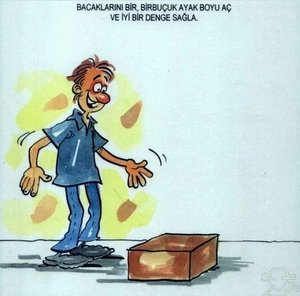 BACAKLARINI BİR, BİRBUÇUK AYAK BOYU AÇ
VE İYİ BİR DENGE SAĞLA.